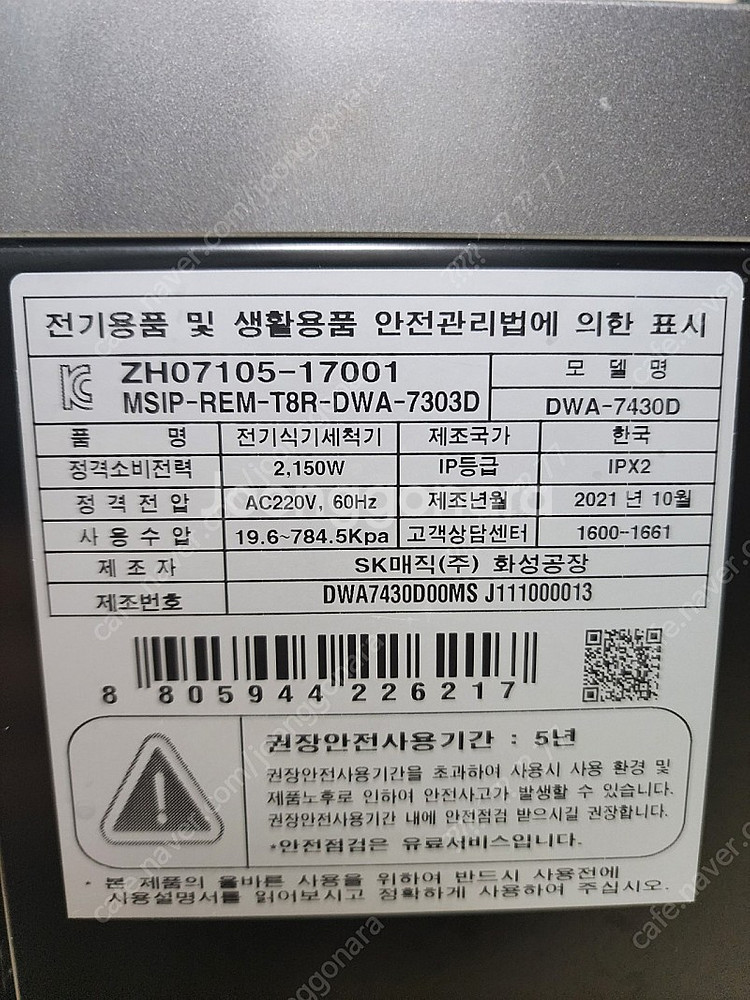 전기용품 및 생활용품 안전관리법에 의한 표시
ZH07105-17001
MSIP-REM-T8R-DWA-7303D
모 델 명
DWA-7430D
품 명 전기식기세척기 제조국가 한국
정격소비전력 2,150W IP등급 IPX2
정 격 전 압 AC220V, 60Hz 제조년월 2021 년 10월
사 용 수 압 19.6~784.5Kpa 고객상담센터 1600-1661
제 조 자 SK매직(주) 화성공장
제조번호 DWA7430D00MS J111000013
8 805944 226217
권장안전사용기간 : 5년
권장안전사용기간을 초과하여 사용시 사용 환경 및
제품노후로 인하여 안전사고가 발생할 수 있습니다.
권장안전사용기간 내에 안전점검 받으시길 권장합니다.
*안전점검은 유료서비스입니다.
* 본 제품의 올바른 사용을 위하여 반드시 사용전에
사용설명서를 읽어보시고 정확하게 사용하여 주십시오.
cafe.naver.com/joonggonara
joonggonara